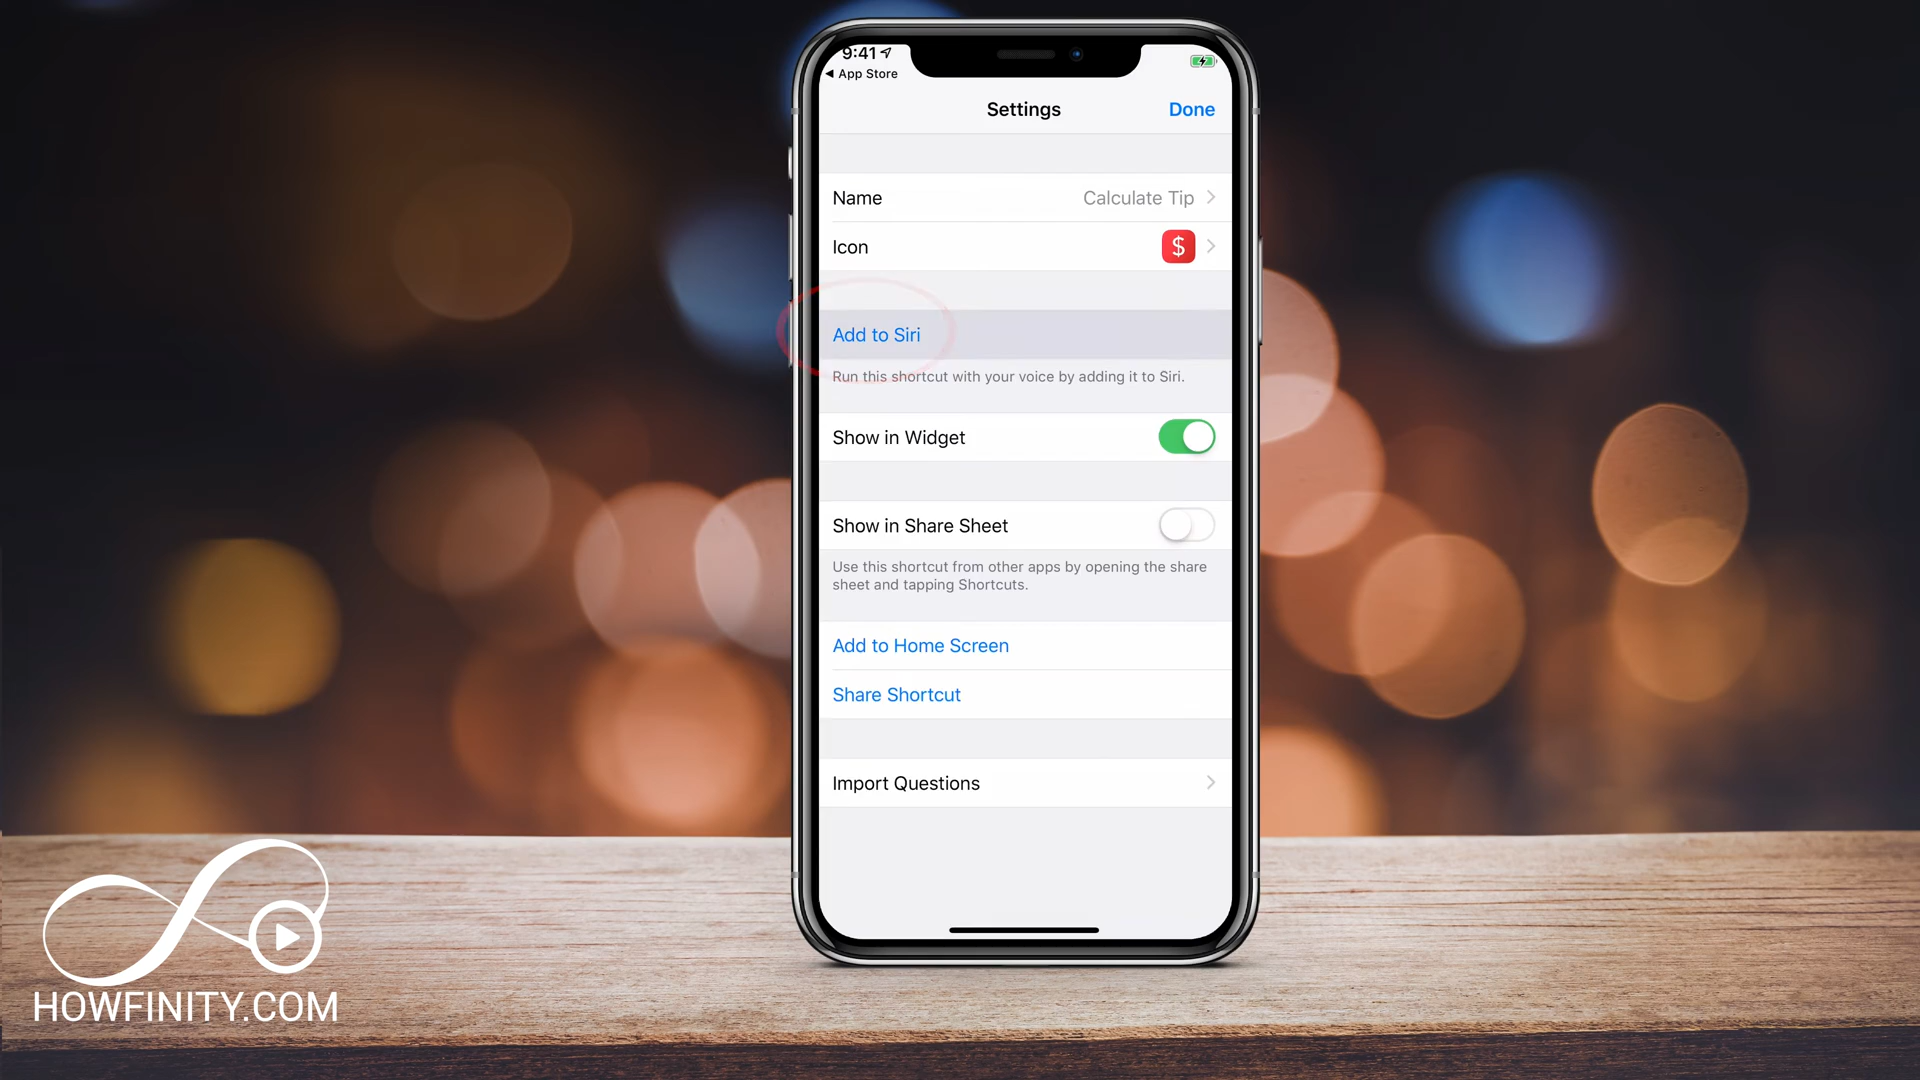 9:41
App Store
Settings
Done
Name
Calculate Tip
Icon
$
Add to Siri
Run this shortcut with your voice by adding it to Siri.
Show in Widget
Show in Share Sheet
Use this shortcut from other apps by opening the share
sheet and tapping Shortcuts.
Add to Home Screen
Share Shortcut
Import Questions
HOWFINITY.COM